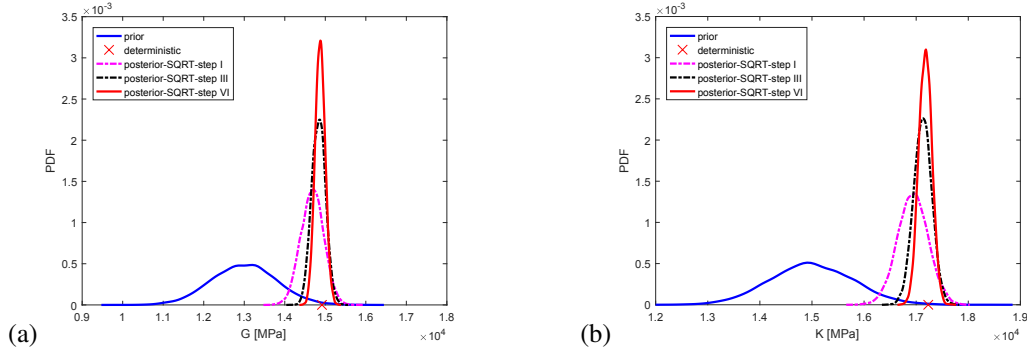 3.5 ×10⁻³
prior
deterministic
posterior-SQRT-step I
posterior-SQRT-step III
posterior-SQRT-step VI
3
2.5
2
1.5
1
0.5
0
PDF
0.9 1 1.1 1.2 1.3 1.4 1.5 1.6 1.7 1.8
G [MPa] ×10⁴
(a)
3.5 ×10⁻³
prior
deterministic
posterior-SQRT-step I
posterior-SQRT-step III
posterior-SQRT-step VI
3
2.5
2
1.5
1
0.5
0
PDF
1.2 1.3 1.4 1.5 1.6 1.7 1.8 1.9
K [MPa] ×10⁴
(b)